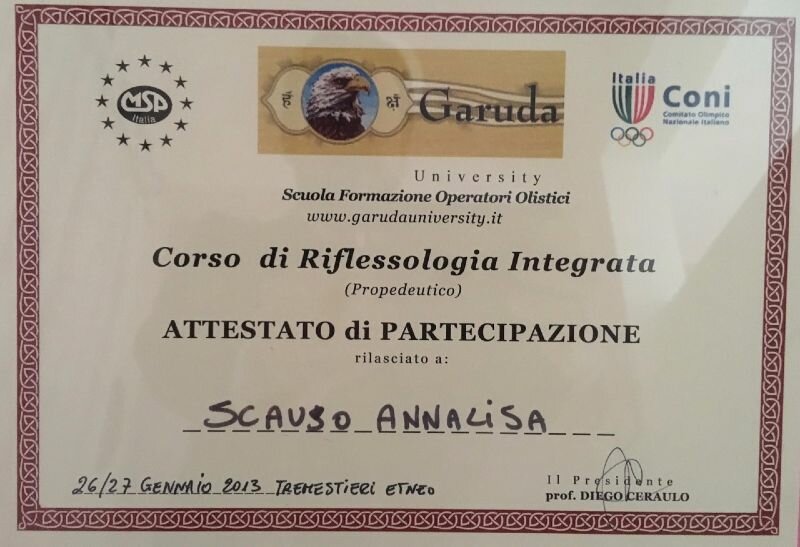 MSP
Italia
Garuda
Italia
Coni
Comitato Olimpico
Nazionale Italiano
University
Scuola Formazione Operatori Olistici
www.garudauniversity.it
Corso di Riflessologia Integrata
(Propedeutico)
ATTESTATO di PARTECIPAZIONE
rilasciato a:
SCAUSO ANNALISA
26/27 GENNAIO 2013 TREMESTIERI ETNEO
Il Presidente
prof. DIEGO CERAULO